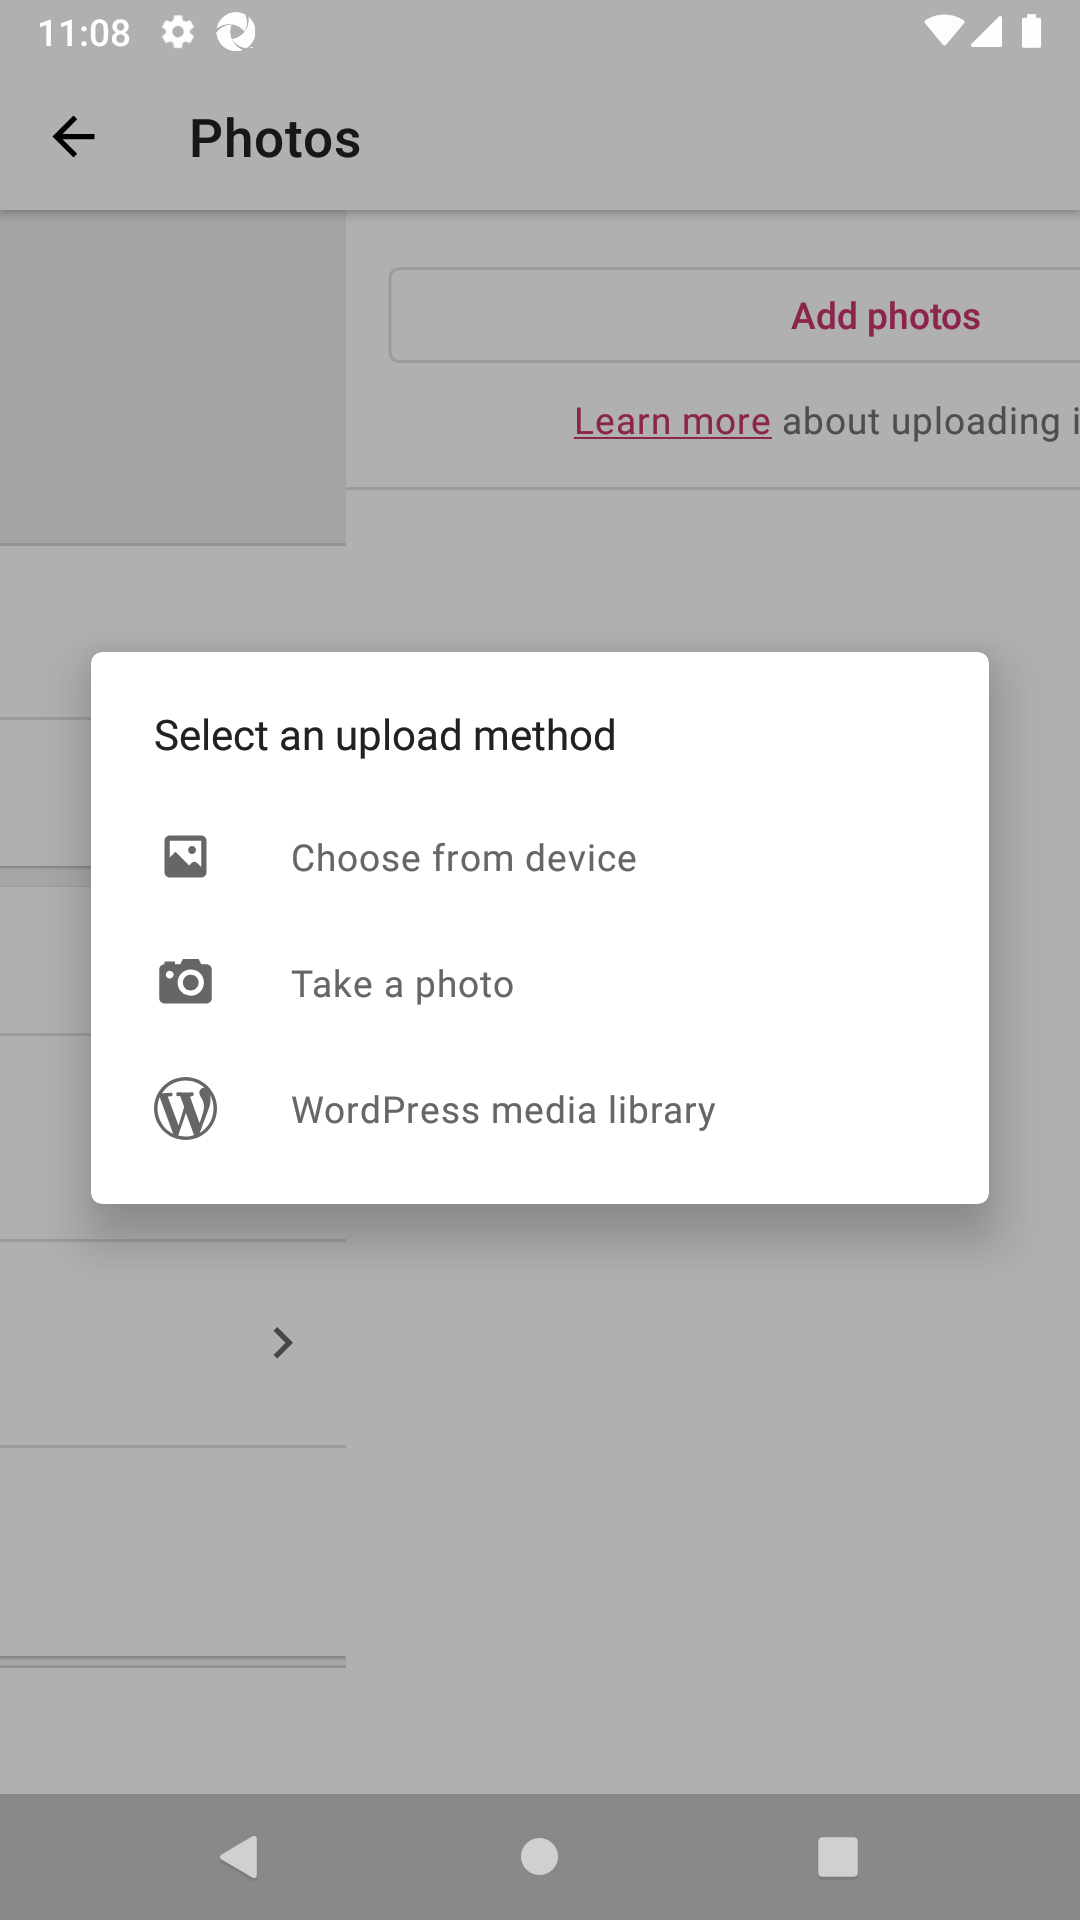 11:08
Photos
Add photos
Learn more about uploading i
Select an upload method
Choose from device
Take a photo
WordPress media library